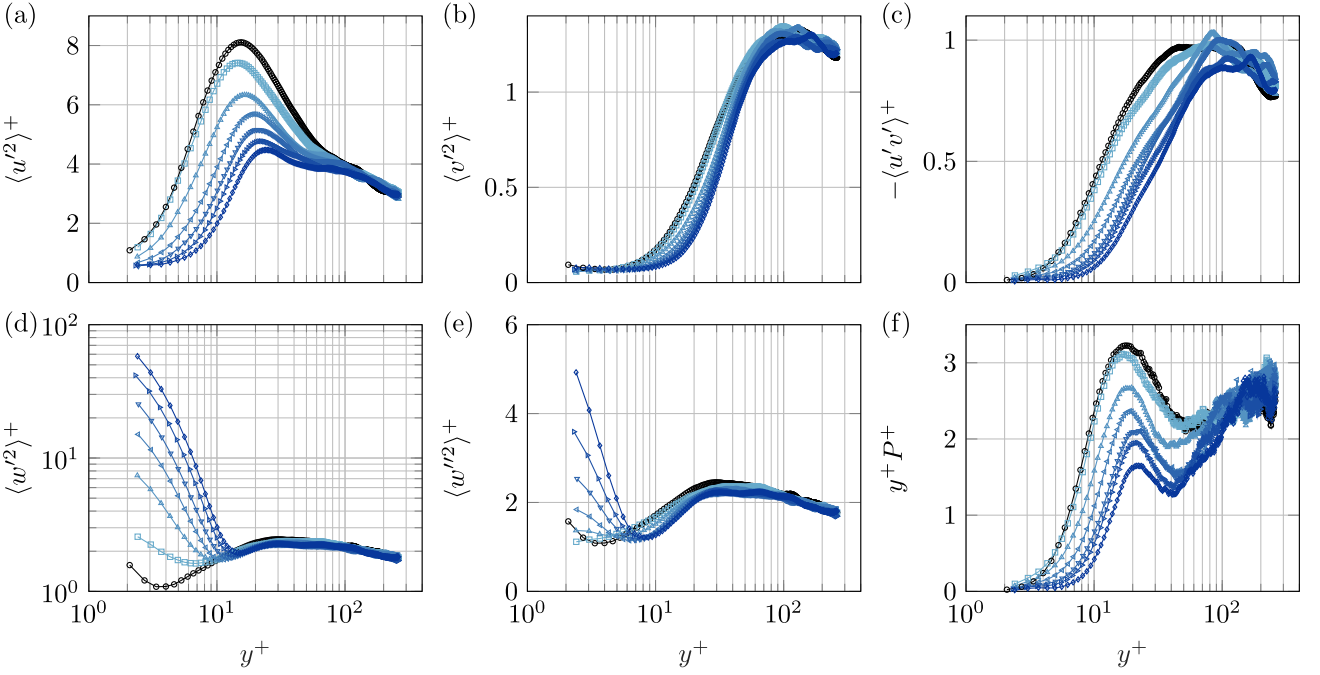 (a)
⟨u′²⟩⁺
8
6
4
2
0
(b)
⟨v′²⟩⁺
1
0.5
0
(c)
−⟨u′v′⟩⁺
1
0.5
0
(d)
⟨w′²⟩⁺
10²
10¹
10⁰
10⁰ 10¹ 10²
y⁺
(e)
⟨w″²⟩⁺
6
4
2
0
10⁰ 10¹ 10²
y⁺
(f)
y⁺P⁺
3
2
1
0
10⁰ 10¹ 10²
y⁺